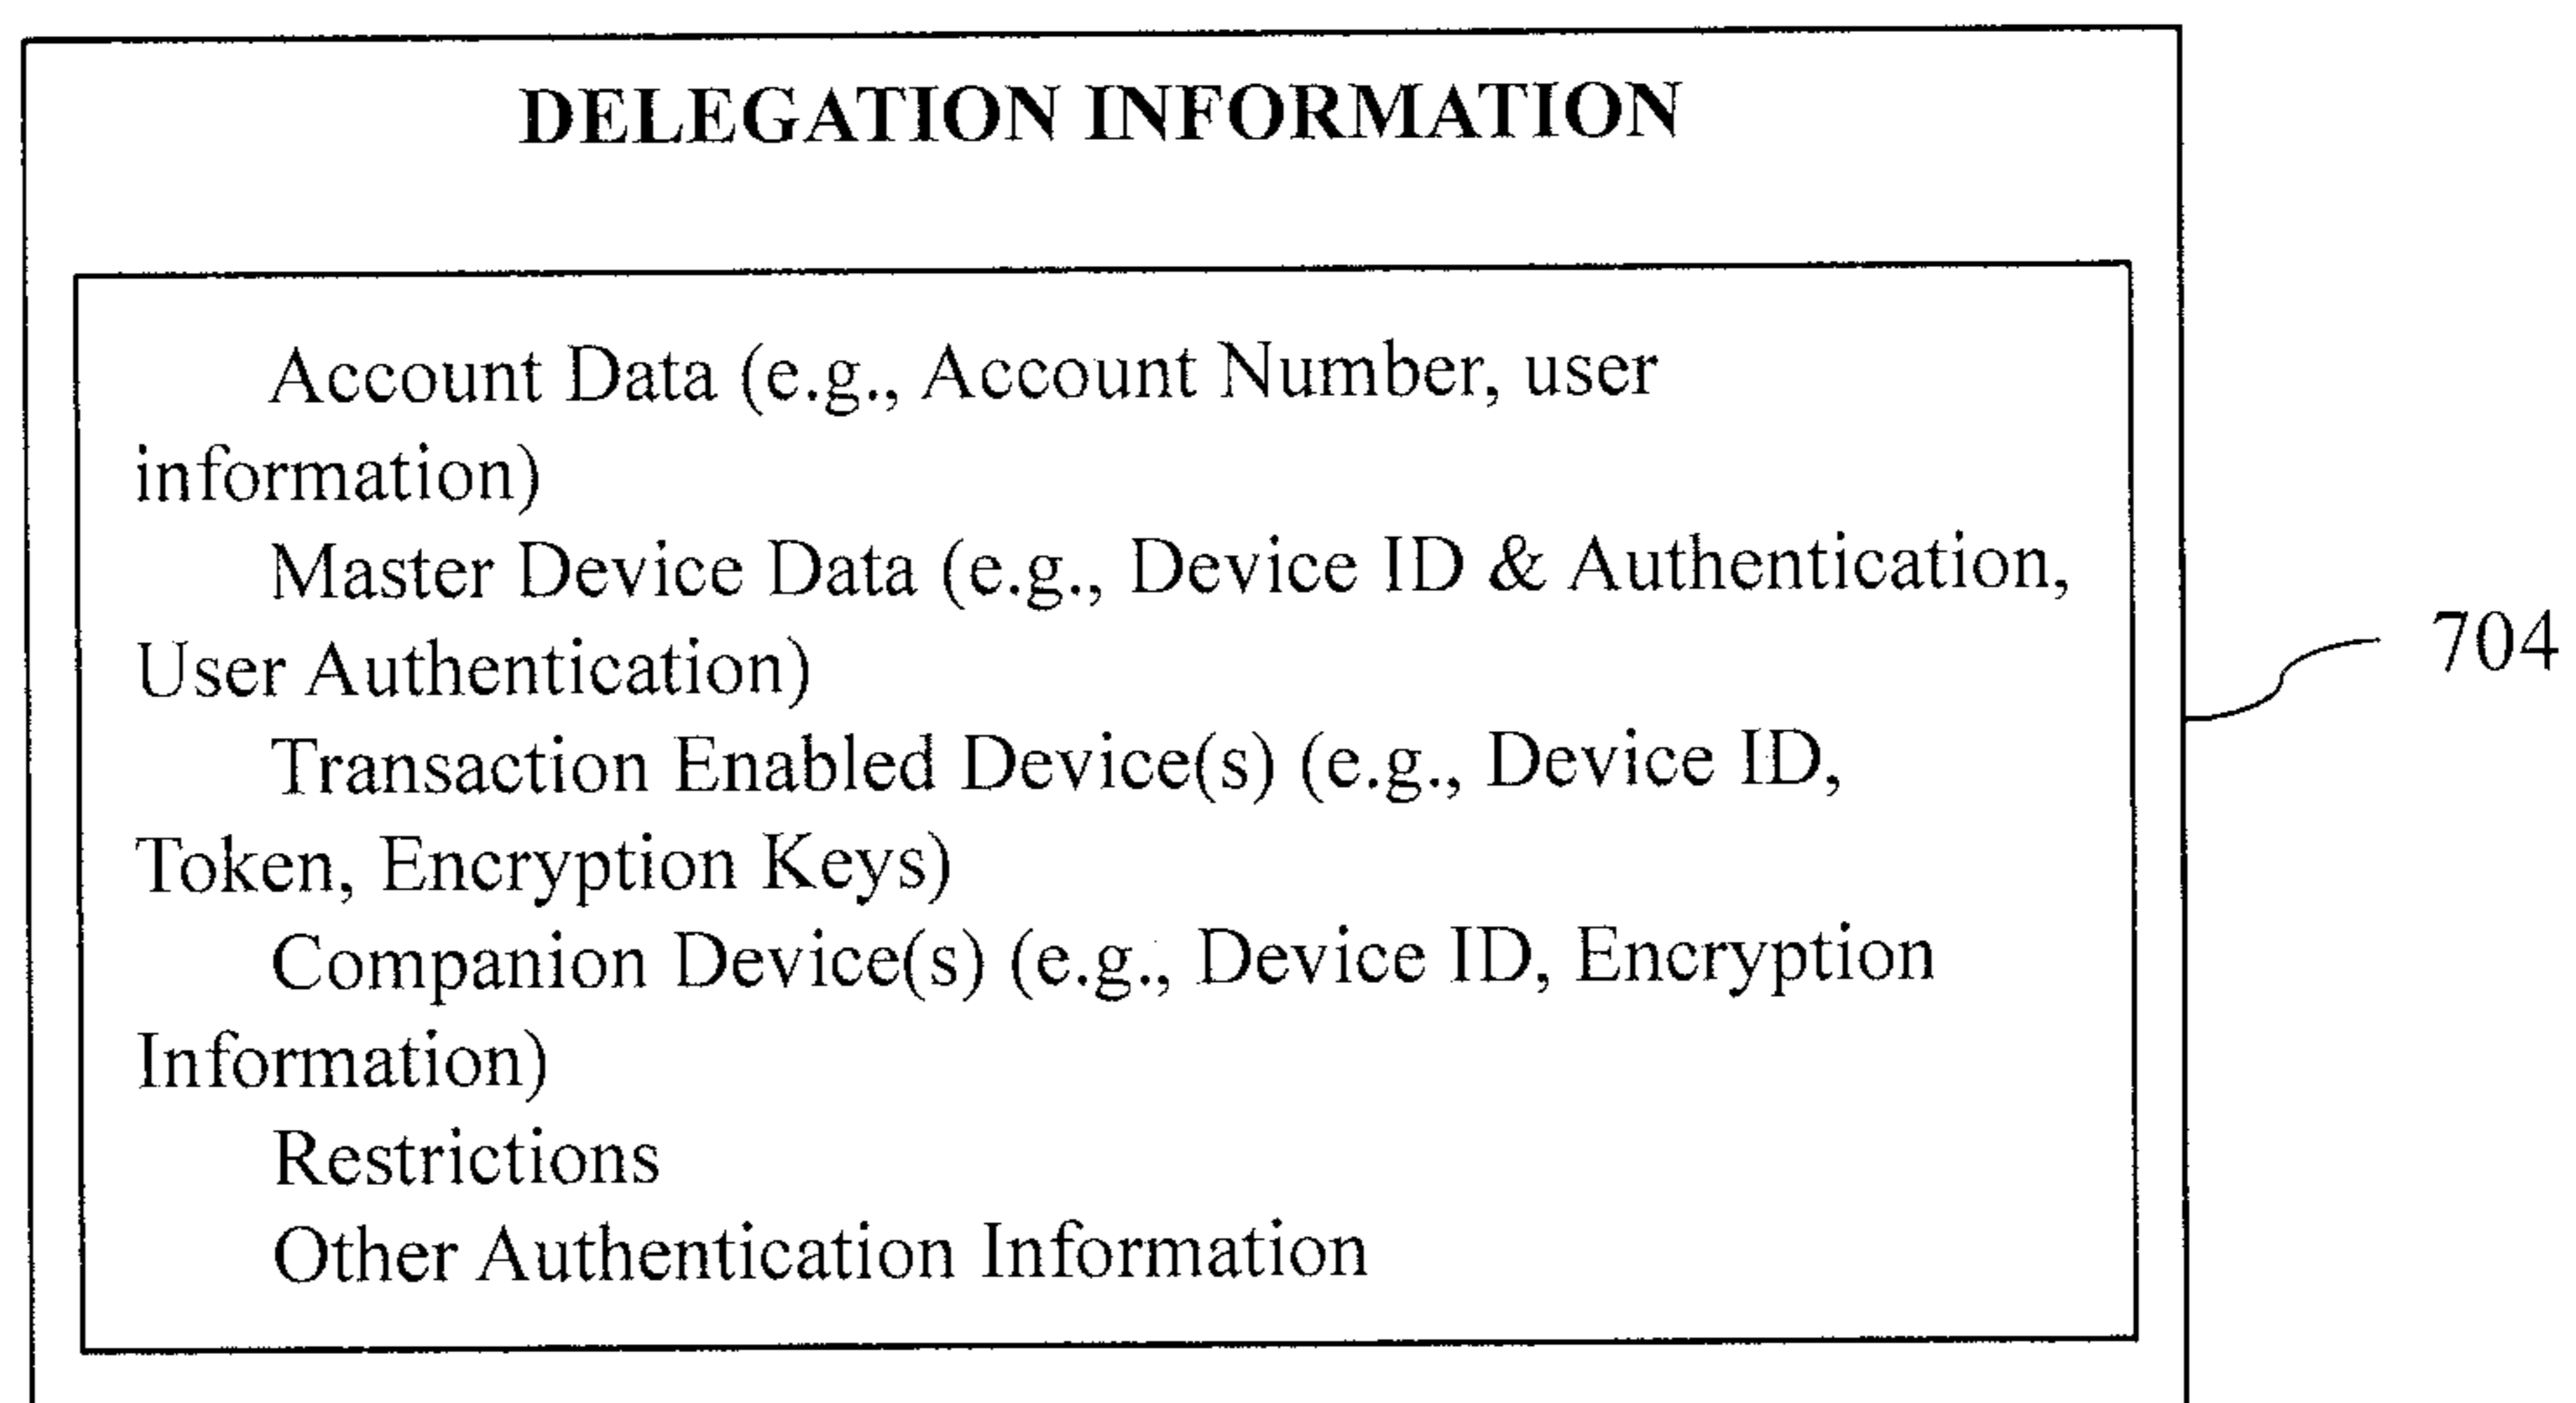 DELEGATION INFORMATION
Account Data (e.g., Account Number, user
information)
Master Device Data (e.g., Device ID & Authentication,
User Authentication)
704
Transaction Enabled Device(s) (e.g., Device ID,
Token, Encryption Keys)
Companion Device(s) (e.g., Device ID, Encryption
Information)
Restrictions
Other Authentication Information